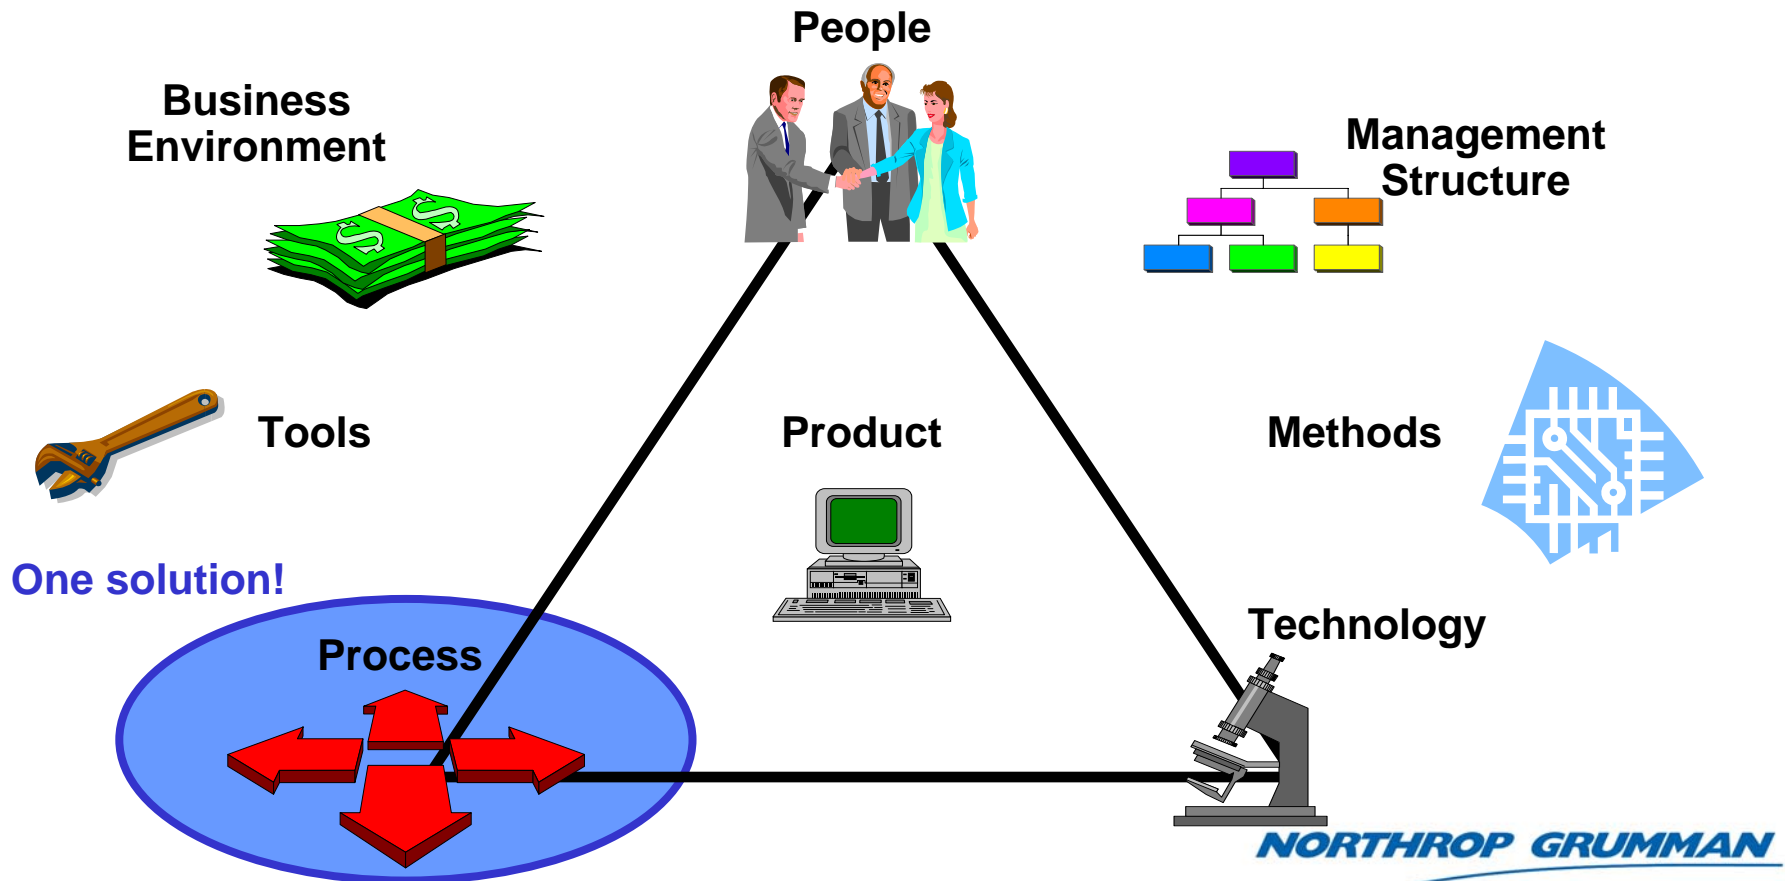 People
Business
Environment
Management
Structure
Tools
Product
Methods
One solution!
Process
Technology
NORTHROP GRUMMAN